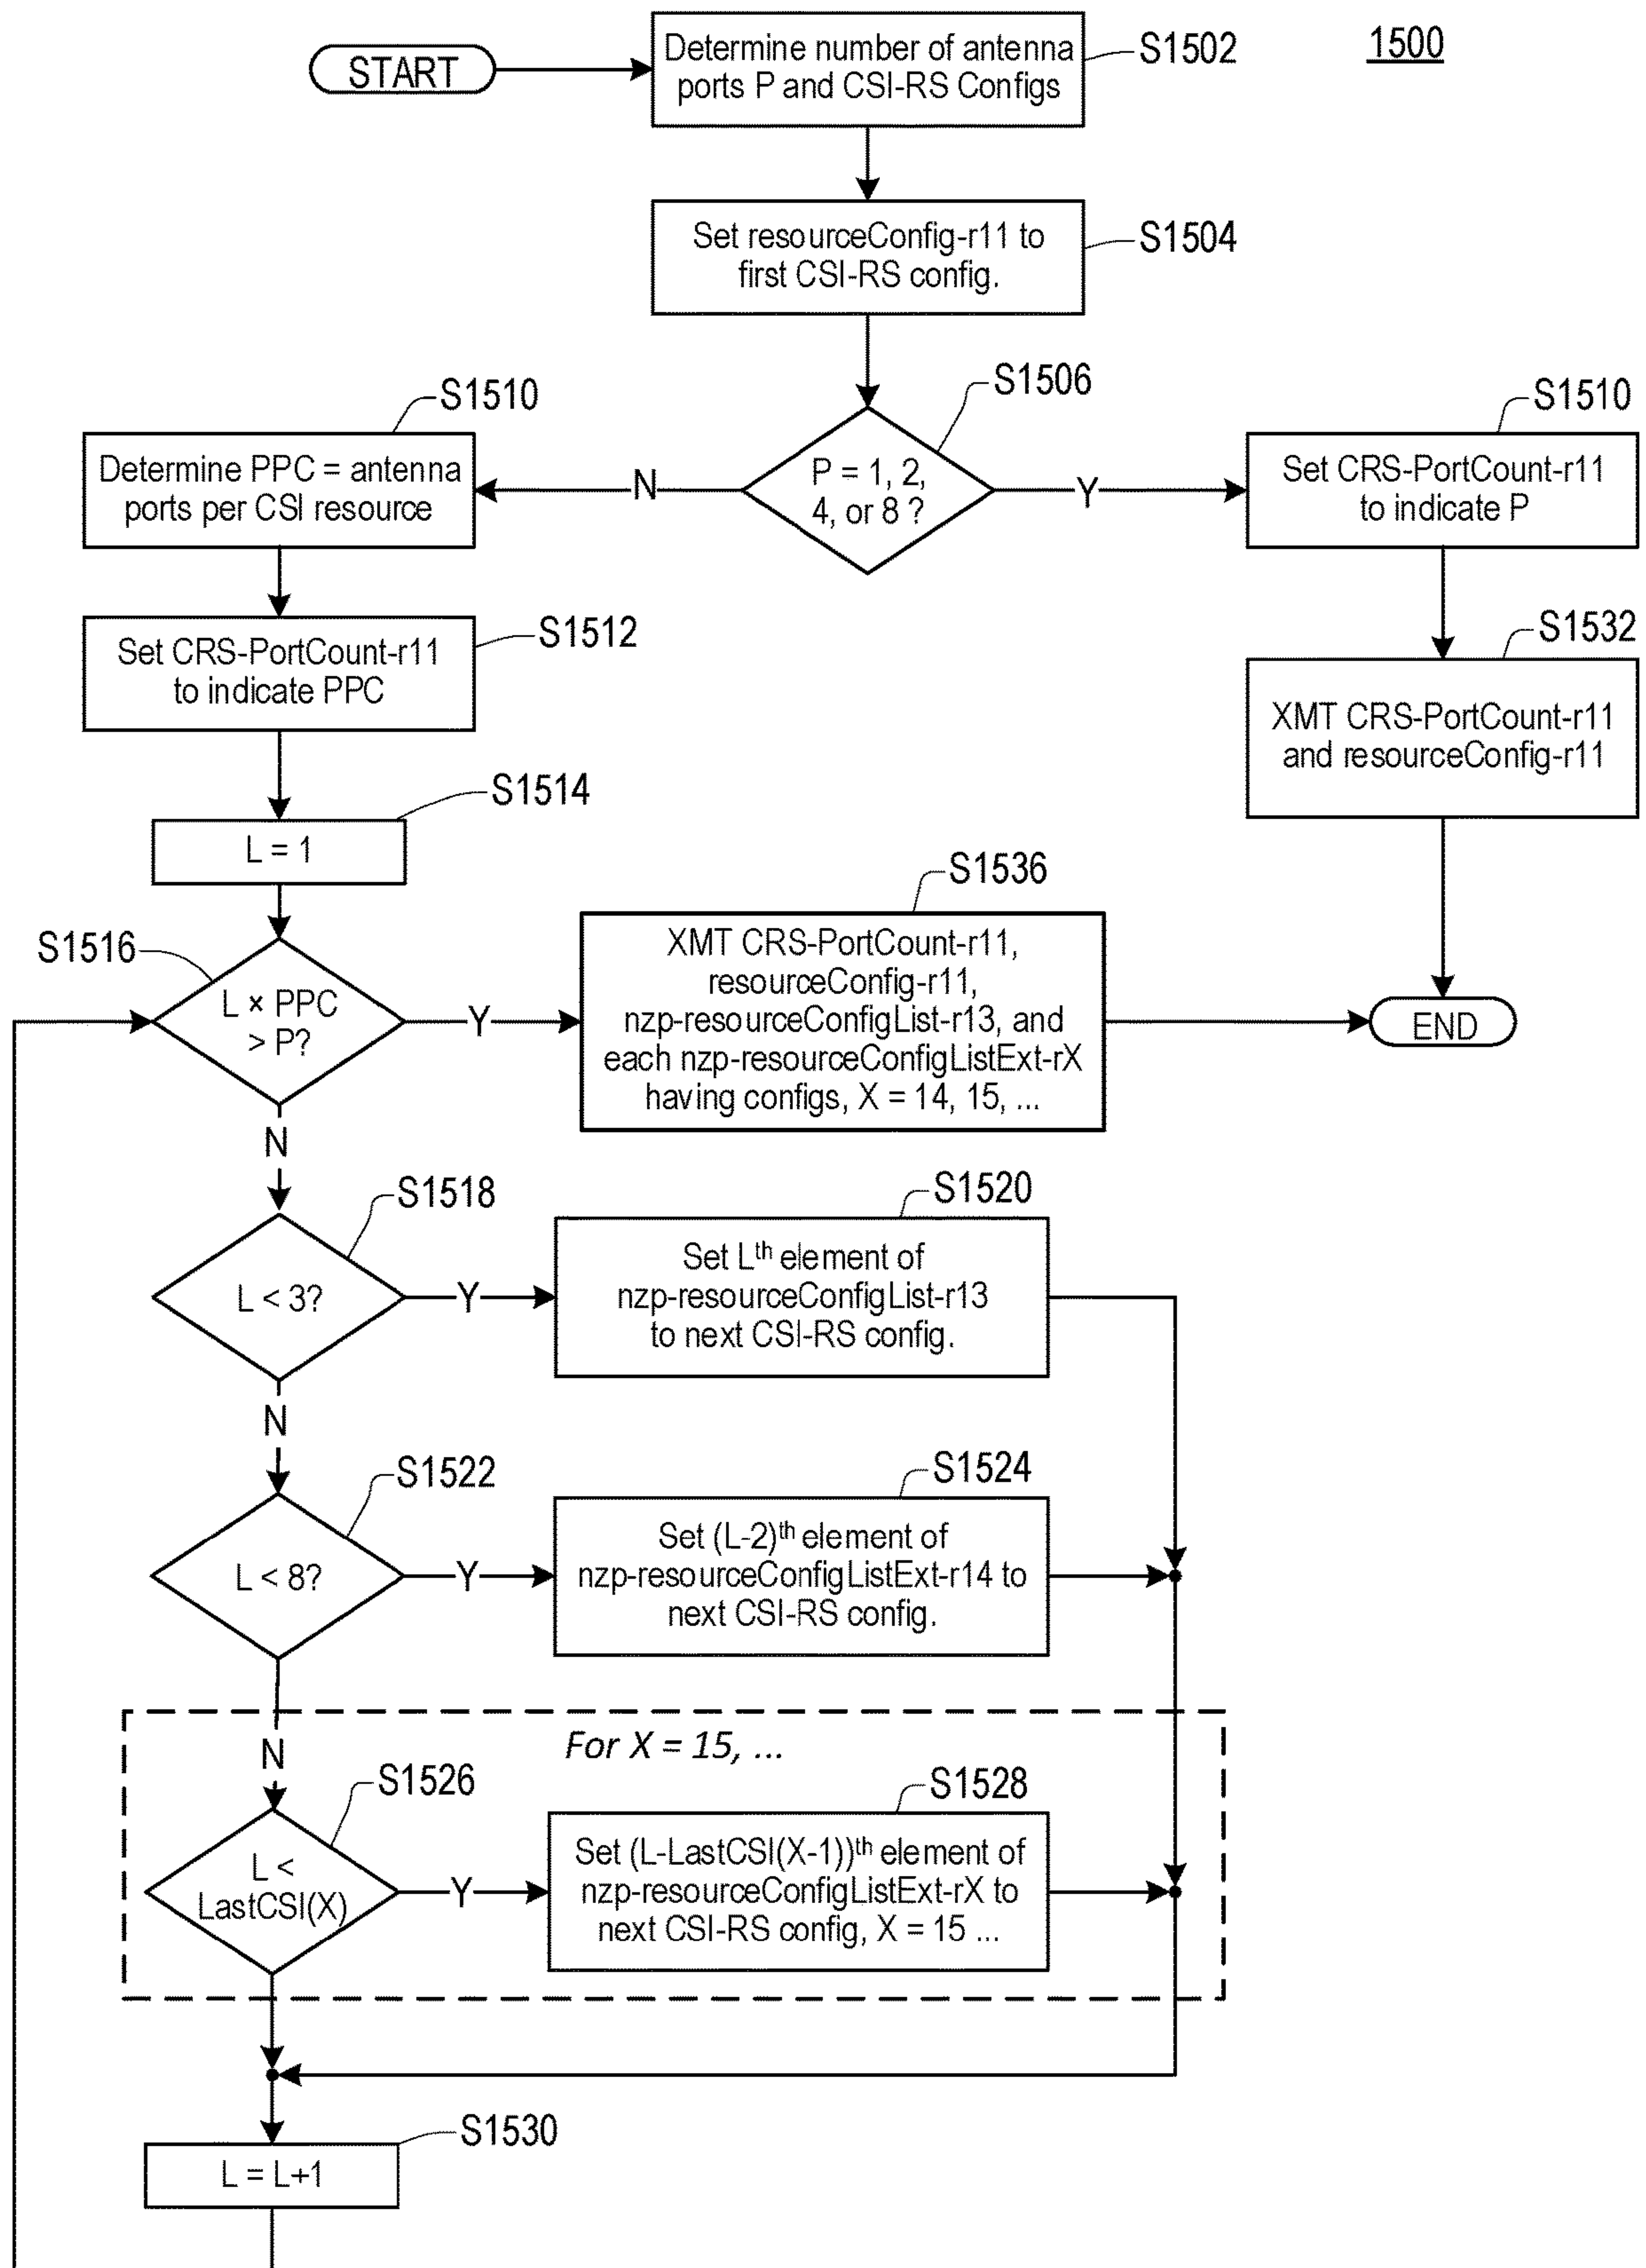 1500
START
Determine number of antenna
ports P and CSI-RS Configs
S1502
Set resourceConfig-r11 to
first CSI-RS config.
S1504
S1506
P = 1, 2,
4, or 8 ?
N
Y
S1510
Determine PPC = antenna
ports per CSI resource
S1510
Set CRS-PortCount-r11
to indicate P
S1512
Set CRS-PortCount-r11
to indicate PPC
S1532
XMT CRS-PortCount-r11
and resourceConfig-r11
S1514
L = 1
S1516
L × PPC
> P?
Y
N
S1536
XMT CRS-PortCount-r11,
resourceConfig-r11,
nzp-resourceConfigList-r13, and
each nzp-resourceConfigListExt-rX
having configs, X = 14, 15, ...
END
S1518
L < 3?
Y
N
S1520
Set Lth element of
nzp-resourceConfigList-r13
to next CSI-RS config.
S1522
L < 8?
Y
N
S1524
Set (L-2)th element of
nzp-resourceConfigListExt-r14 to
next CSI-RS config.
For X = 15, ...
S1526
L <
LastCSI(X)
Y
S1528
Set (L-LastCSI(X-1))th element of
nzp-resourceConfigListExt-rX to
next CSI-RS config, X = 15 ...
S1530
L = L+1